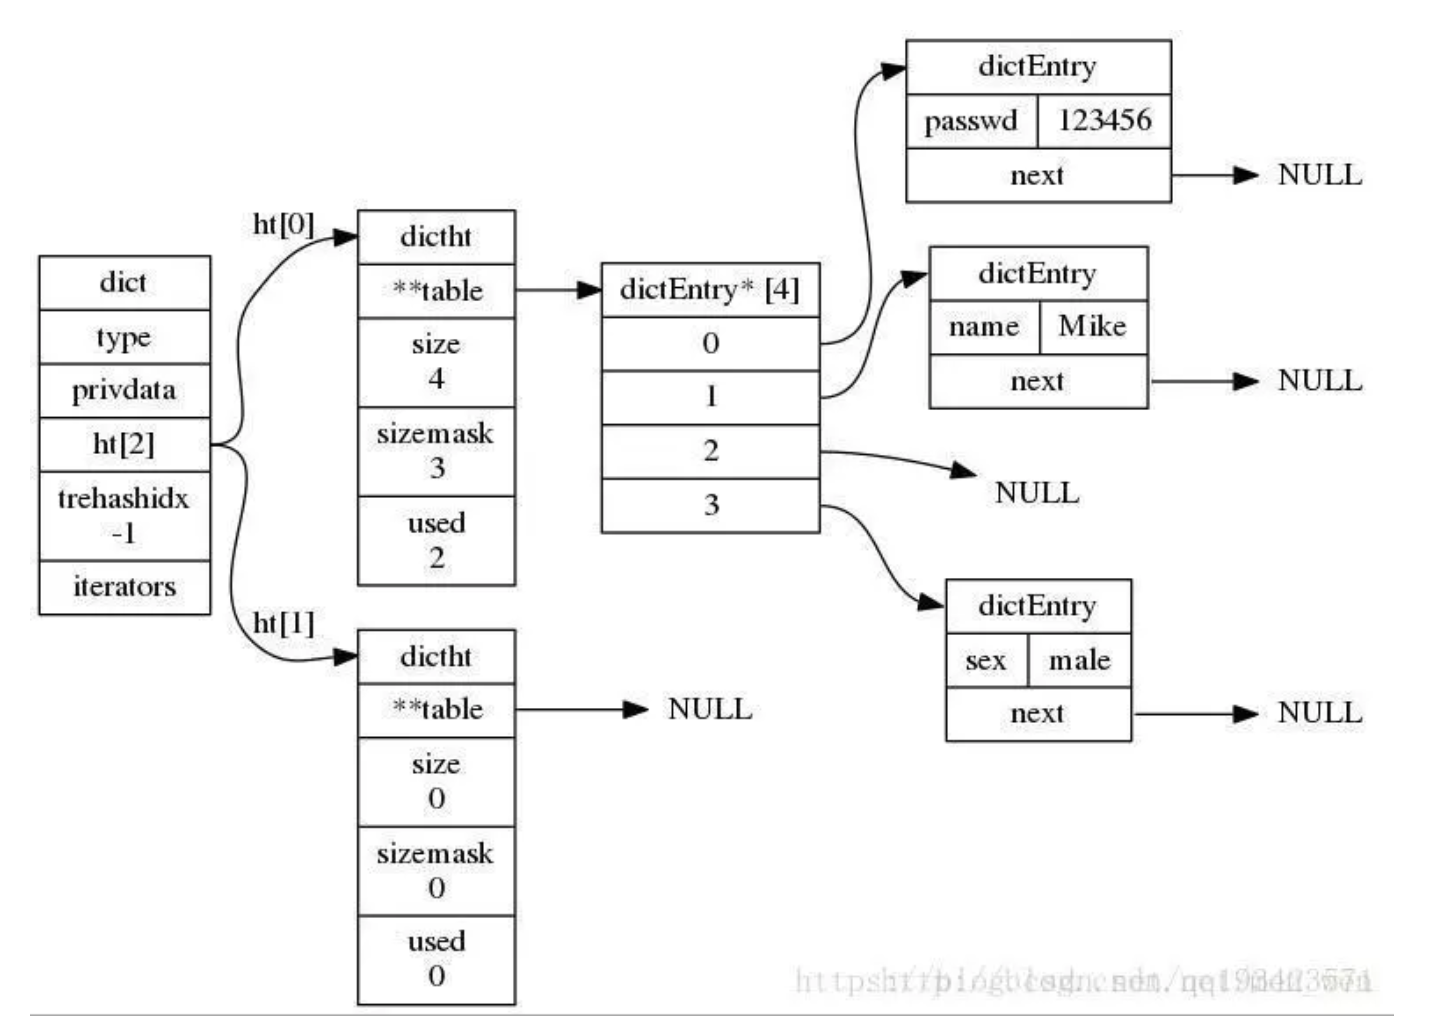 dict
type
privdata
ht[2]
trehashidx
-1
iterators
ht[0]
dictht
**table
size
4
sizemask
3
used
2
ht[1]
dictht
**table
NULL
size
0
sizemask
0
used
0
dictEntry* [4]
0
1
2
3
NULL
dictEntry
passwd 123456
next
NULL
dictEntry
name Mike
next
NULL
dictEntry
sex male
next
NULL